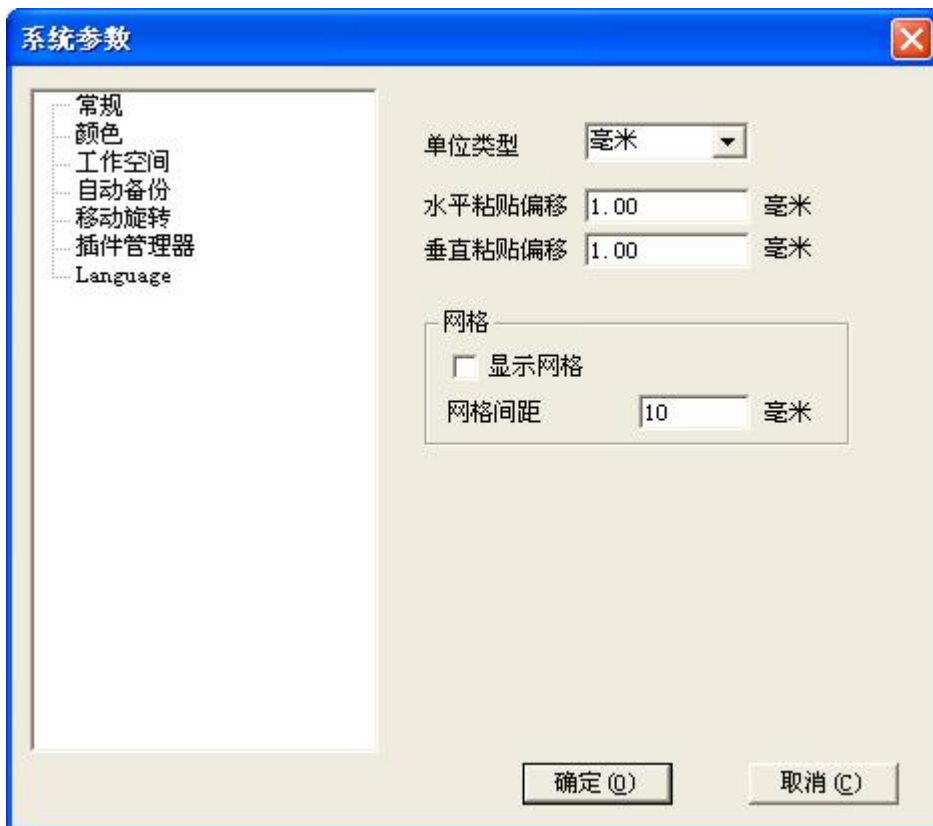 系统参数
常规
颜色
工作空间
自动备份
移动旋转
插件管理器
Language
单位类型 毫米
水平粘贴偏移 1.00 毫米
垂直粘贴偏移 1.00 毫米
网格
显示网格
网格间距 10 毫米
确定(O) 取消(C)